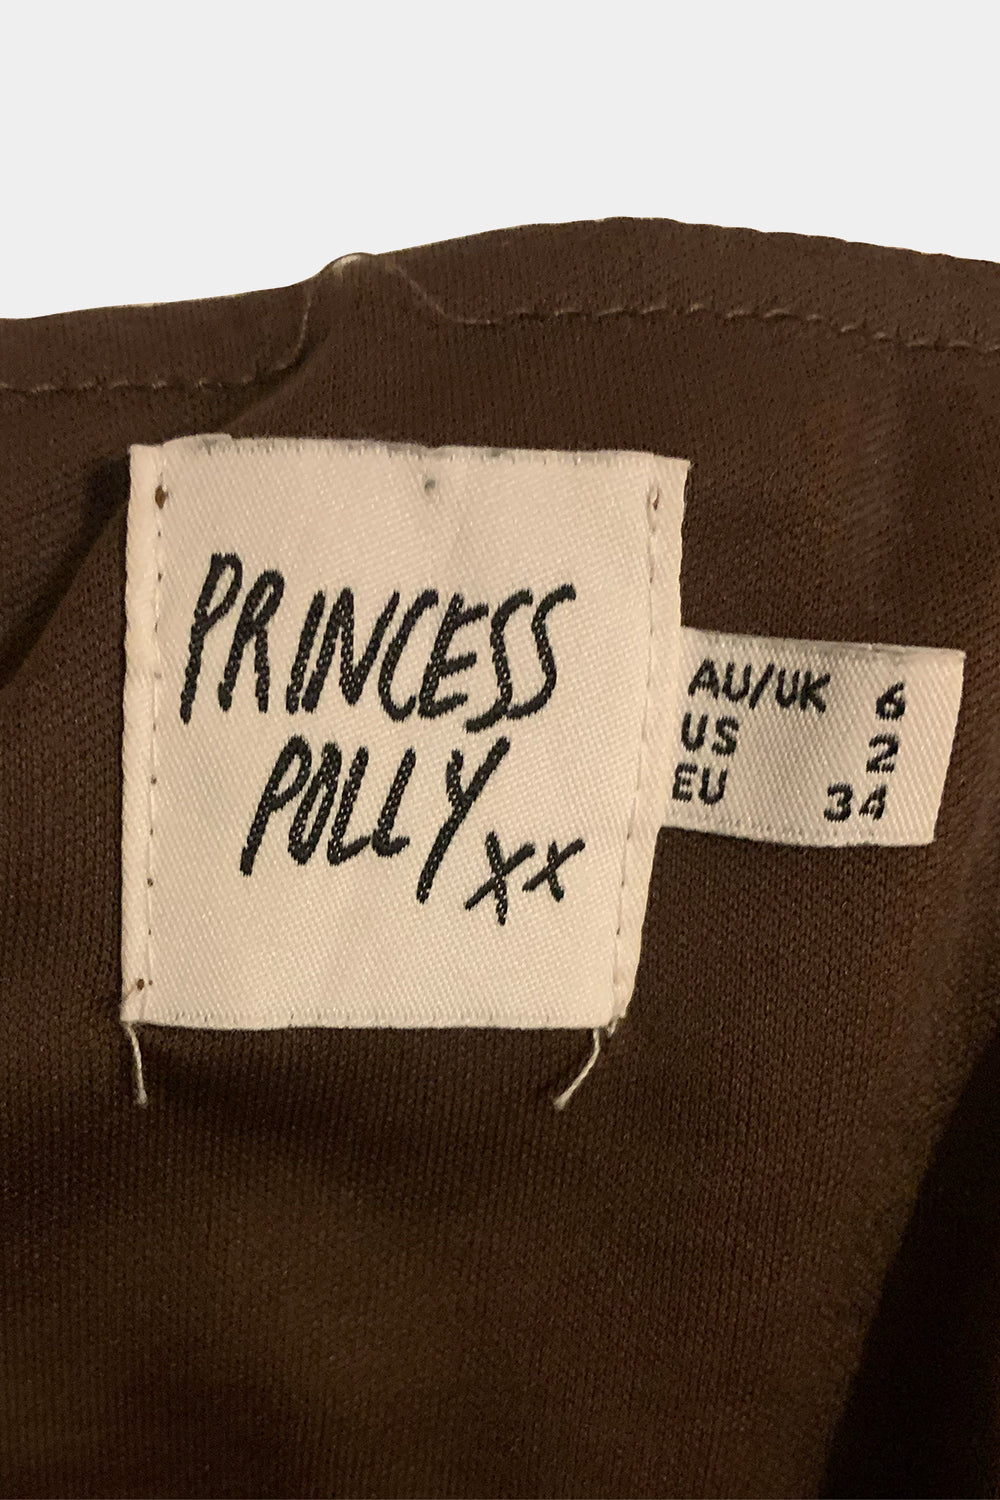 PRINCESS
POLLY xx
AU/UK 6
US 2
EU 34